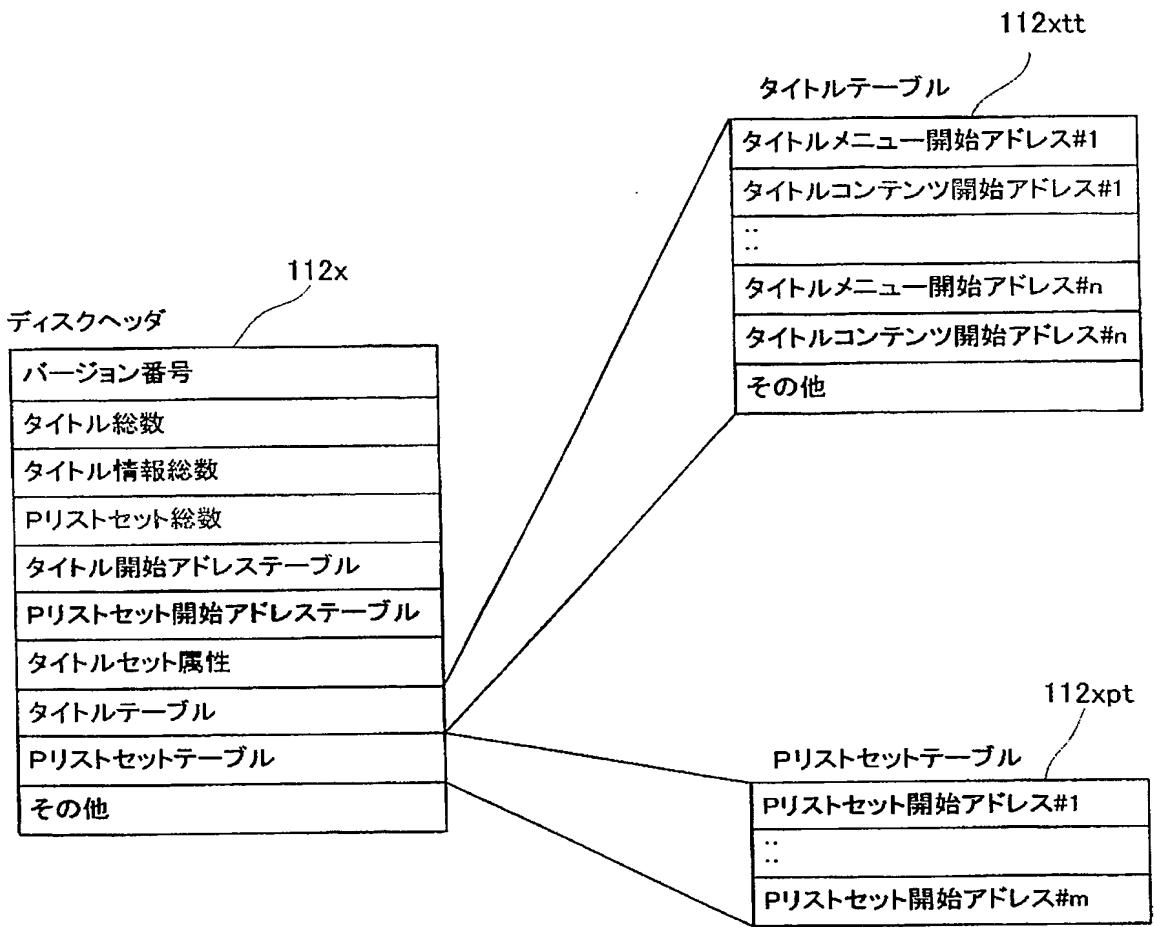 112x
ディスクヘッダ
バージョン番号
タイトル総数
タイトル情報総数
Pリストセット総数
タイトル開始アドレステーブル
Pリストセット開始アドレステーブル
タイトルセット属性
タイトルテーブル
Pリストセットテーブル
その他
112xtt
タイトルテーブル
タイトルメニュー開始アドレス#1
タイトルコンテンツ開始アドレス#1
::
タイトルメニュー開始アドレス#n
タイトルコンテンツ開始アドレス#n
その他
112xpt
Pリストセットテーブル
Pリストセット開始アドレス#1
::
Pリストセット開始アドレス#m